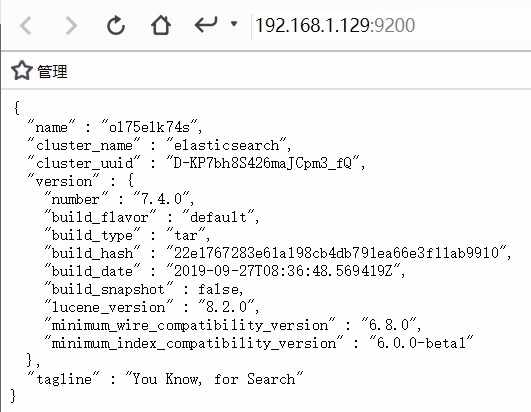 192.168.1.129:9200
管理
{
"name" : "o175e1k74s",
"cluster_name" : "elasticsearch",
"cluster_uuid" : "D-KP7bh8S426maJCpm3_fQ",
"version" : {
"number" : "7.4.0",
"build_flavor" : "default",
"build_type" : "tar",
"build_hash" : "22e1767283e61a198cb4db791ea66e3f11ab9910",
"build_date" : "2019-09-27T08:36:48.569419Z",
"build_snapshot" : false,
"lucene_version" : "8.2.0",
"minimum_wire_compatibility_version" : "6.8.0",
"minimum_index_compatibility_version" : "6.0.0-beta1"
},
"tagline" : "You Know, for Search"
}